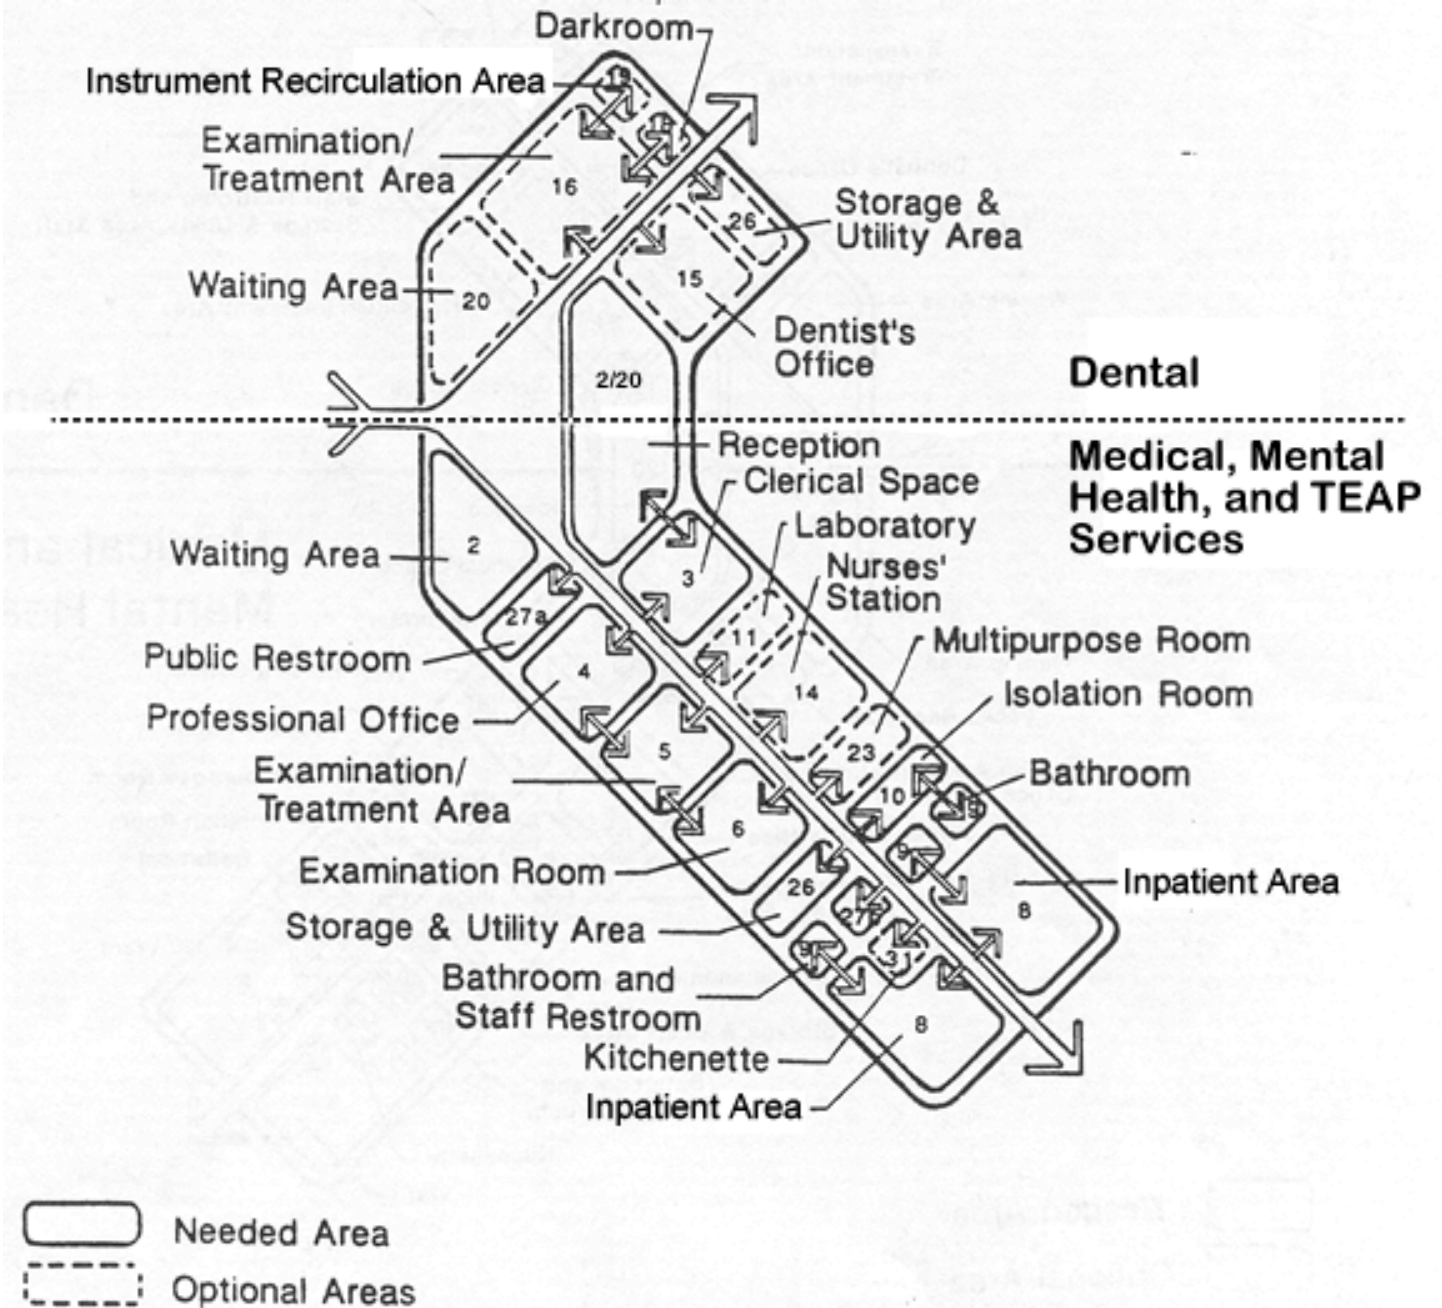 Darkroom
Instrument Recirculation Area
19
Examination/
Treatment Area
16
Storage &
Utility Area
26
Waiting Area
20
15
Dentist's
Office
2/20
Dental
Reception
Medical, Mental
Health, and TEAP
Services
Clerical Space
Laboratory
Waiting Area
2
3
Nurses'
Station
27a
11
Public Restroom
Multipurpose Room
4
14
Isolation Room
Professional Office
5
23
Examination/
Treatment Area
Bathroom
10
6
9
Examination Room
Inpatient Area
26
8
Storage & Utility Area
9
31
Bathroom and
Staff Restroom
8
Kitchenette
Inpatient Area
Needed Area
Optional Areas